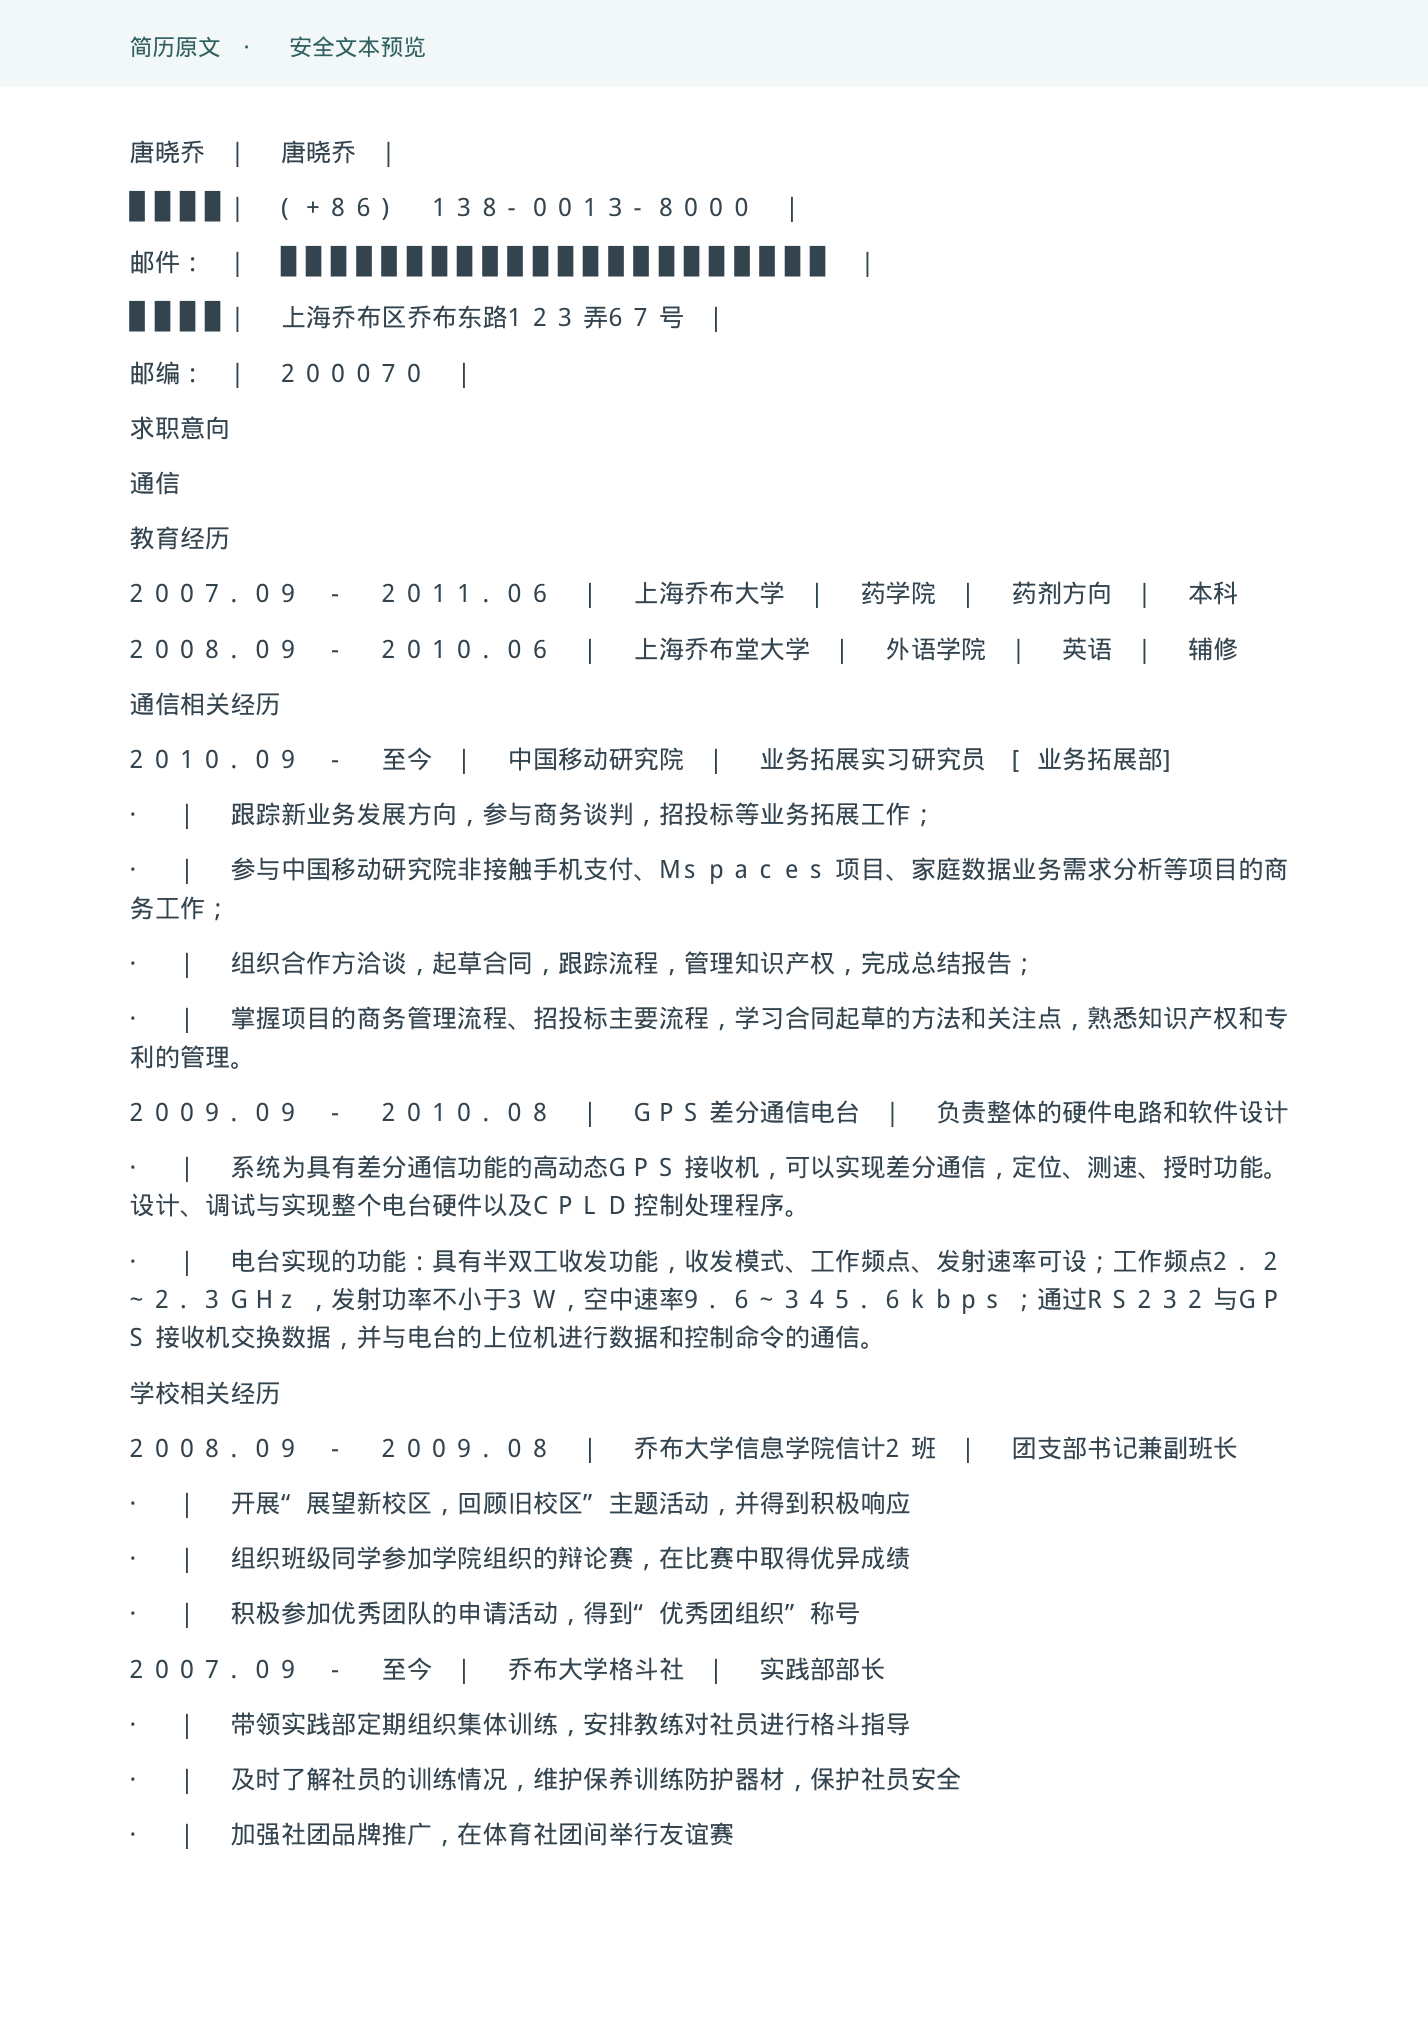 简历原文 · 安全文本预览
唐晓乔 | 唐晓乔 |
| (+86) 138-0013-8000 |
邮件： | |
| 上海乔布区乔布东路123弄67号 |
邮编： | 200070 |
求职意向
通信
教育经历
2007.09 - 2011.06 | 上海乔布大学 | 药学院 | 药剂方向 | 本科
2008.09 - 2010.06 | 上海乔布堂大学 | 外语学院 | 英语 | 辅修
通信相关经历
2010.09 - 至今 | 中国移动研究院 | 业务拓展实习研究员 [业务拓展部]
· | 跟踪新业务发展方向，参与商务谈判，招投标等业务拓展工作；
· | 参与中国移动研究院非接触手机支付、Mspaces项目、家庭数据业务需求分析等项目的商
务工作；
· | 组织合作方洽谈，起草合同，跟踪流程，管理知识产权，完成总结报告；
· | 掌握项目的商务管理流程、招投标主要流程，学习合同起草的方法和关注点，熟悉知识产权和专
利的管理。
2009.09 - 2010.08 | GPS差分通信电台 | 负责整体的硬件电路和软件设计
· | 系统为具有差分通信功能的高动态GPS接收机，可以实现差分通信，定位、测速、授时功能。
设计、调试与实现整个电台硬件以及CPLD控制处理程序。
· | 电台实现的功能：具有半双工收发功能，收发模式、工作频点、发射速率可设；工作频点2.2
~2.3GHz，发射功率不小于3W，空中速率9.6~345.6kbps；通过RS232与GP
S接收机交换数据，并与电台的上位机进行数据和控制命令的通信。
学校相关经历
2008.09 - 2009.08 | 乔布大学信息学院信计2班 | 团支部书记兼副班长
· | 开展“展望新校区，回顾旧校区”主题活动，并得到积极响应
· | 组织班级同学参加学院组织的辩论赛，在比赛中取得优异成绩
· | 积极参加优秀团队的申请活动，得到“优秀团组织”称号
2007.09 - 至今 | 乔布大学格斗社 | 实践部部长
· | 带领实践部定期组织集体训练，安排教练对社员进行格斗指导
· | 及时了解社员的训练情况，维护保养训练防护器材，保护社员安全
· | 加强社团品牌推广，在体育社团间举行友谊赛